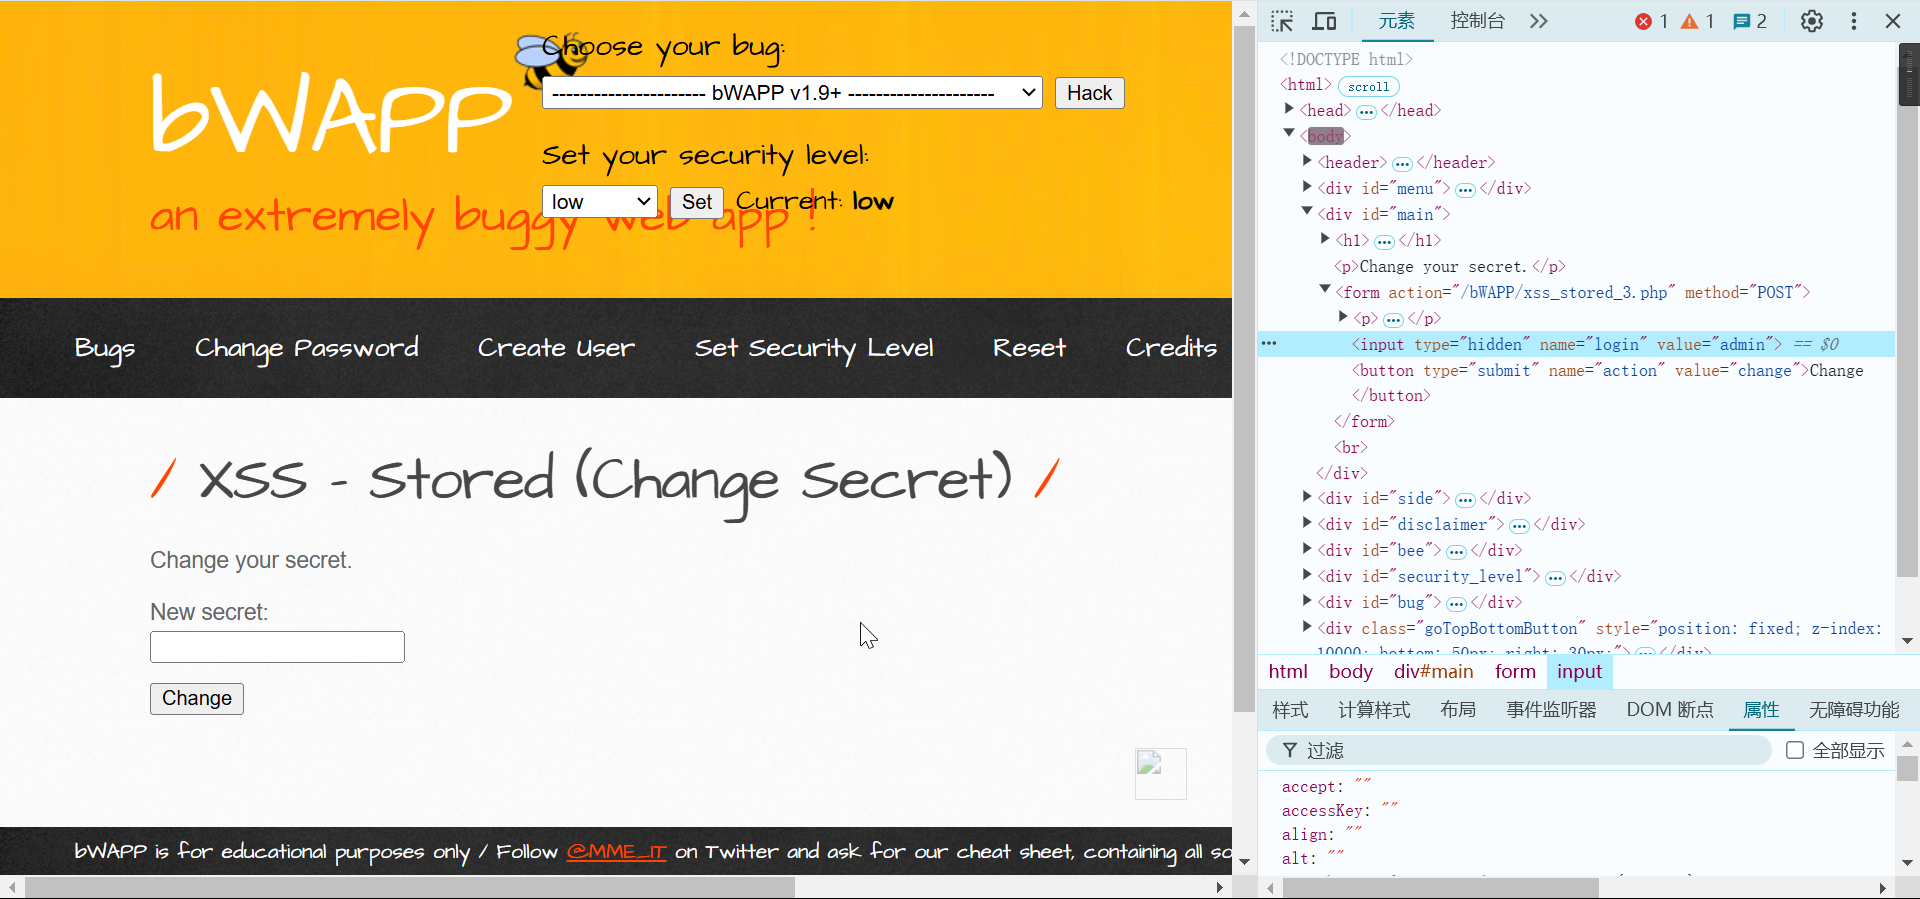 Choose your bug:
bWAPP
---------------------- bWAPP v1.9+ ---------------------
Hack
Set your security level:
low
Set
Current: low
an extremely buggy web app !
Bugs
Change Password
Create User
Set Security Level
Reset
Credits
/ XSS - Stored (Change Secret) /
Change your secret.
New secret:
Change
bWAPP is for educational purposes only / Follow @MME_IT on Twitter and ask for our cheat sheet, containing all so
元素
控制台
1
1
2
<!DOCTYPE html>
<html> scroll
<head> ••• </head>
<body>
<header> ••• </header>
<div id="menu"> ••• </div>
<div id="main">
<h1> ••• </h1>
<p>Change your secret.</p>
<form action="/bWAPP/xss_stored_3.php" method="POST">
<p> ••• </p>
••• <input type="hidden" name="login" value="admin"> == $0
<button type="submit" name="action" value="change">Change
</button>
</form>
<br>
</div>
<div id="side"> ••• </div>
<div id="disclaimer"> ••• </div>
<div id="bee"> ••• </div>
<div id="security_level"> ••• </div>
<div id="bug"> ••• </div>
<div class="goTopBottomButton" style="position: fixed; z-index:
10000; bottom: 50px; right: 30px;"> ••• </div>
html body div#main form input
样式 计算样式 布局 事件监听器 DOM 断点 属性 无障碍功能
过滤
全部显示
accept: ""
accessKey: ""
align: ""
alt: ""